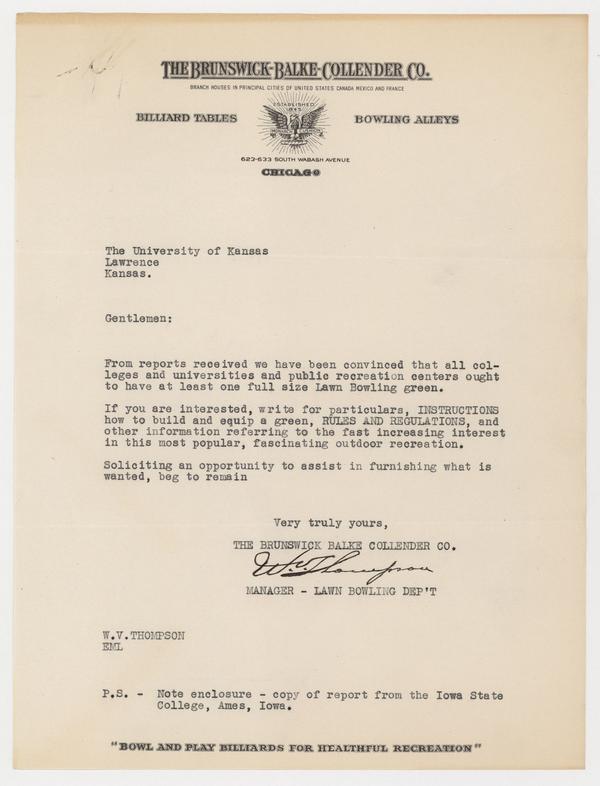 THE BRUNSWICK-BALKE-COLLENDER CO.
BRANCH HOUSES IN PRINCIPAL CITIES OF UNITED STATES CANADA MEXICO AND FRANCE
ESTABLISHED
1845
BILLIARD TABLES
BOWLING ALLEYS
623-633 SOUTH WABASH AVENUE
CHICAGO
The University of Kansas
Lawrence
Kansas.
Gentlemen:
From reports received we have been convinced that all col-
leges and universities and public recreation centers ought
to have at least one full size Lawn Bowling green.
If you are interested, write for particulars, INSTRUCTIONS
how to build and equip a green, RULES AND REGULATIONS, and
other information referring to the fast increasing interest
in this most popular, fascinating outdoor recreation.
Soliciting an opportunity to assist in furnishing what is
wanted, beg to remain
Very truly yours,
THE BRUNSWICK BALKE COLLENDER CO.
W.V. Thompson
MANAGER - LAWN BOWLING DEP'T
W.V.THOMPSON
EML
P.S. - Note enclosure - copy of report from the Iowa State
College, Ames, Iowa.
"BOWL AND PLAY BILLIARDS FOR HEALTHFUL RECREATION"